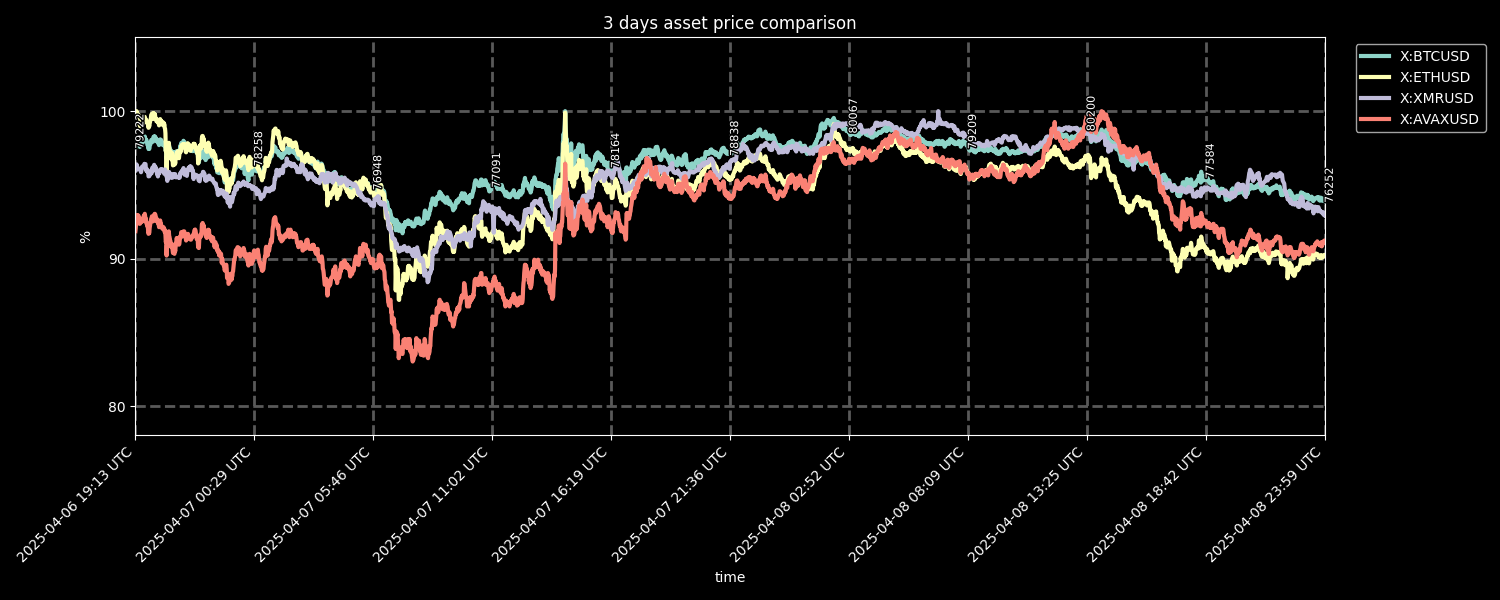 3 days asset price comparison
X:BTCUSD
X:ETHUSD
X:XMRUSD
X:AVAXUSD
100
90
80
%
78258
76948
77091
78164
78838
80067
79209
80200
77584
76252
2025-04-06 19:13 UTC
2025-04-07 00:29 UTC
2025-04-07 05:46 UTC
2025-04-07 11:02 UTC
2025-04-07 16:19 UTC
2025-04-07 21:36 UTC
2025-04-08 02:52 UTC
2025-04-08 08:09 UTC
2025-04-08 13:25 UTC
2025-04-08 18:42 UTC
2025-04-08 23:59 UTC
time